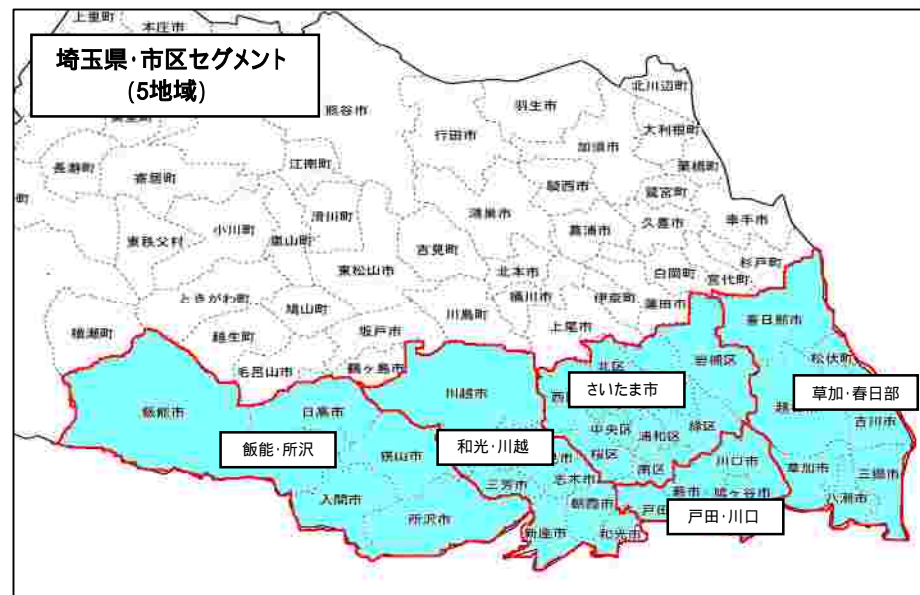 上里町
本庄市
埼玉県・市区セグメント
(5地域)
熊谷市
羽生市
北川辺町
行田市
加須市
大利根町
栗橋町
長瀞町
寄居町
江南町
騎西市
鷲宮町
町
東秩父村
小川町
滑川町
嵐山町
鴻巣市
菖浦市
久喜市
幸手市
東松山市
吉見町
北本市
白岡町
杉戸町
宮代町
ときがわ町
鳩山町
桶川市
伊奈町
蓮田市
横瀬町
越生町
坂戸市
川島町
上尾市
春日部市
毛呂山市
鶴ヶ島市
北区
岩槻区
松伏町
飯能市
日高市
川越市
西
さいたま市
草加・春日部
越
吉川市
飯能・所沢
狭山市
和光・川越
中央区
浦和区
緑区
桜区
南区
川口市
草加市
三郷市
入間市
三芳市
市
志木市
朝霞市
戸田
蕨市
鳩ヶ谷市
八潮市
所沢市
新座市
和光市
戸田・川口